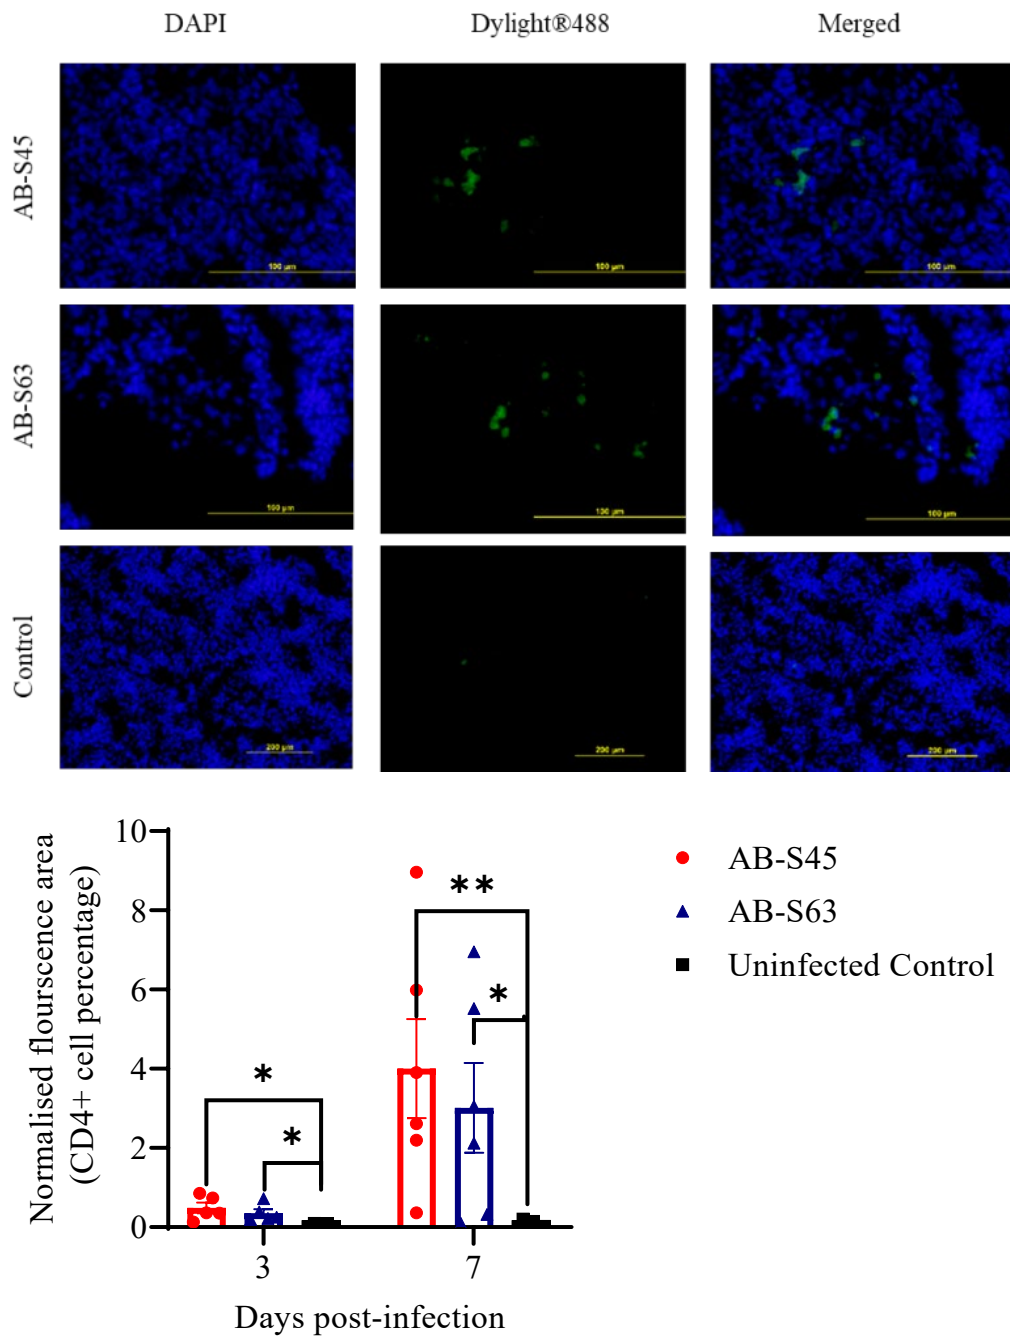 DAPI Dylight®488 Merged
AB-S45
100 µm 100 µm 100 µm
AB-S63
100 µm 100 µm 100 µm
Control
200 µm 200 µm 200 µm
Normalised flourscence area
(CD4+ cell percentage)
10
8
6
4
2
0
* * ** *
3 7
Days post-infection
AB-S45
AB-S63
Uninfected Control